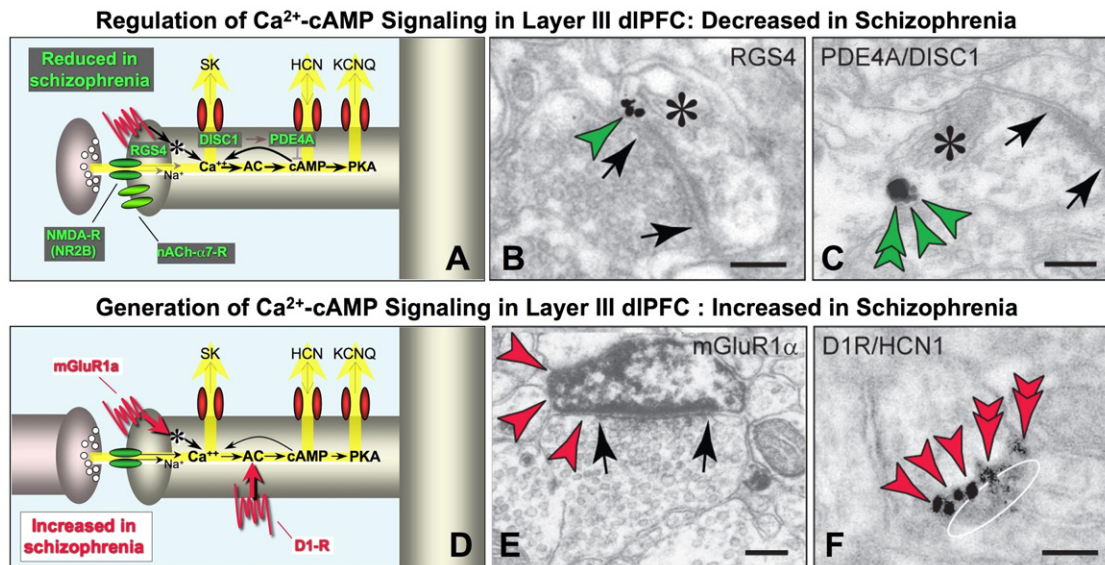 Regulation of Ca²⁺-cAMP Signaling in Layer III dlPFC: Decreased in Schizophrenia
Reduced in
schizophrenia
SK
HCN
KCNQ
RGS4
DISC1
PDE4A
*
Ca⁺⁺
AC
cAMP
PKA
Na⁺
NMDA-R
(NR2B)
nACh-α7-R
A
RGS4
*
B
PDE4A/DISC1
*
C
Generation of Ca²⁺-cAMP Signaling in Layer III dlPFC : Increased in Schizophrenia
SK
HCN
KCNQ
mGluR1a
*
Ca⁺⁺
AC
cAMP
PKA
Na⁺
Increased in
schizophrenia
D1-R
D
mGluR1α
E
D1R/HCN1
F